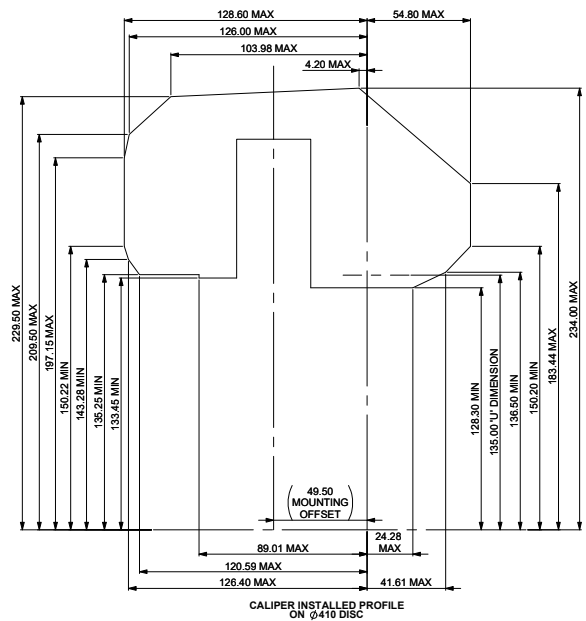 128.60 MAX
54.80 MAX
126.00 MAX
103.98 MAX
4.20 MAX
229.50 MAX
209.50 MAX
197.15 MAX
150.22 MIN
143.28 MIN
135.25 MIN
133.45 MIN
128.30 MIN
135.00 'U' DIMENSION
136.50 MIN
150.20 MIN
183.44 MAX
234.00 MAX
( 49.50
MOUNTING
OFFSET )
89.01 MAX
24.28
MAX
120.59 MAX
126.40 MAX
41.61 MAX
CALIPER INSTALLED PROFILE
ON ∅410 DISC